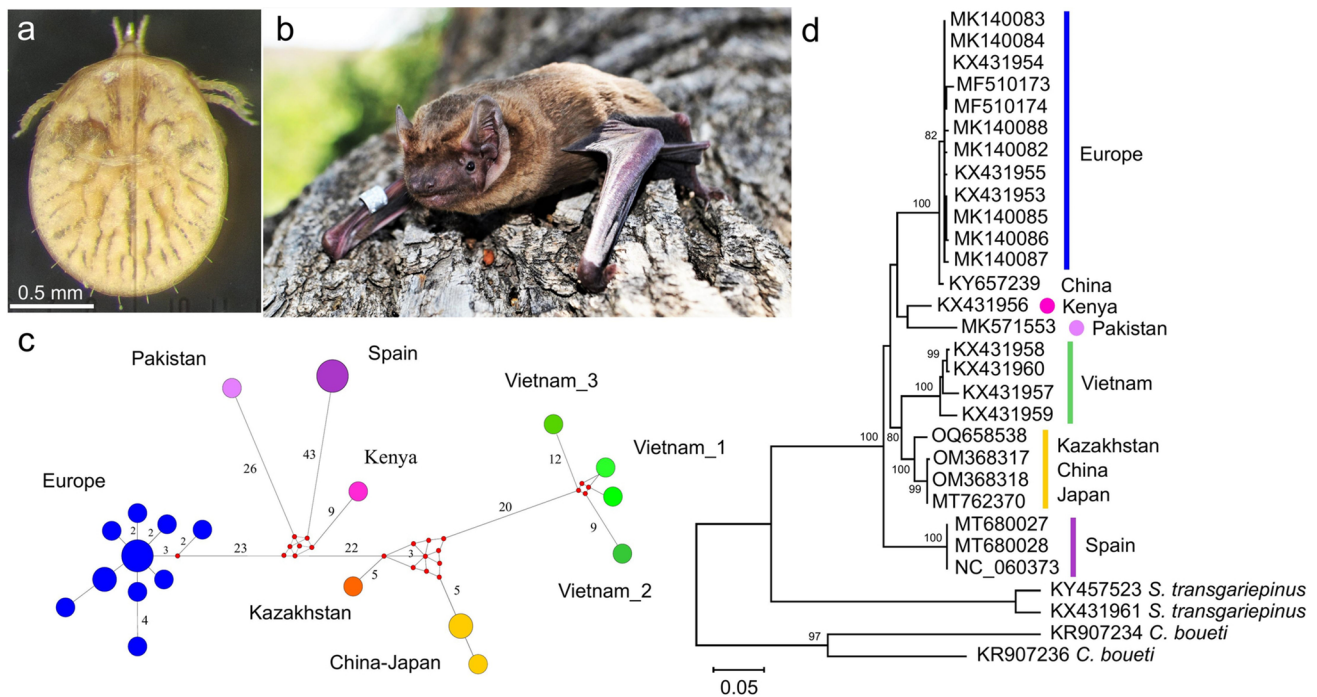 a
0.5 mm
b
c
Pakistan
Spain
Vietnam_3
Vietnam_1
Kenya
Europe
26
43
12
9
20
9
2
2
2
3
23
22
3
5
5
4
Kazakhstan
Vietnam_2
China-Japan
d
MK140083
MK140084
KX431954
MF510173
MF510174
82
MK140088
MK140082
Europe
KX431955
KX431953
100
MK140085
MK140086
MK140087
KY657239 China
KX431956 Kenya
MK571553 Pakistan
99
KX431958
KX431960
Vietnam
100
KX431957
KX431959
100
80
OQ658538
Kazakhstan
OM368317
China
100
OM368318
Japan
99
MT762370
MT680027
100
MT680028
Spain
NC_060373
KY457523 S. transgariepinus
KX431961 S. transgariepinus
97
KR907234 C. boueti
KR907236 C. boueti
0.05